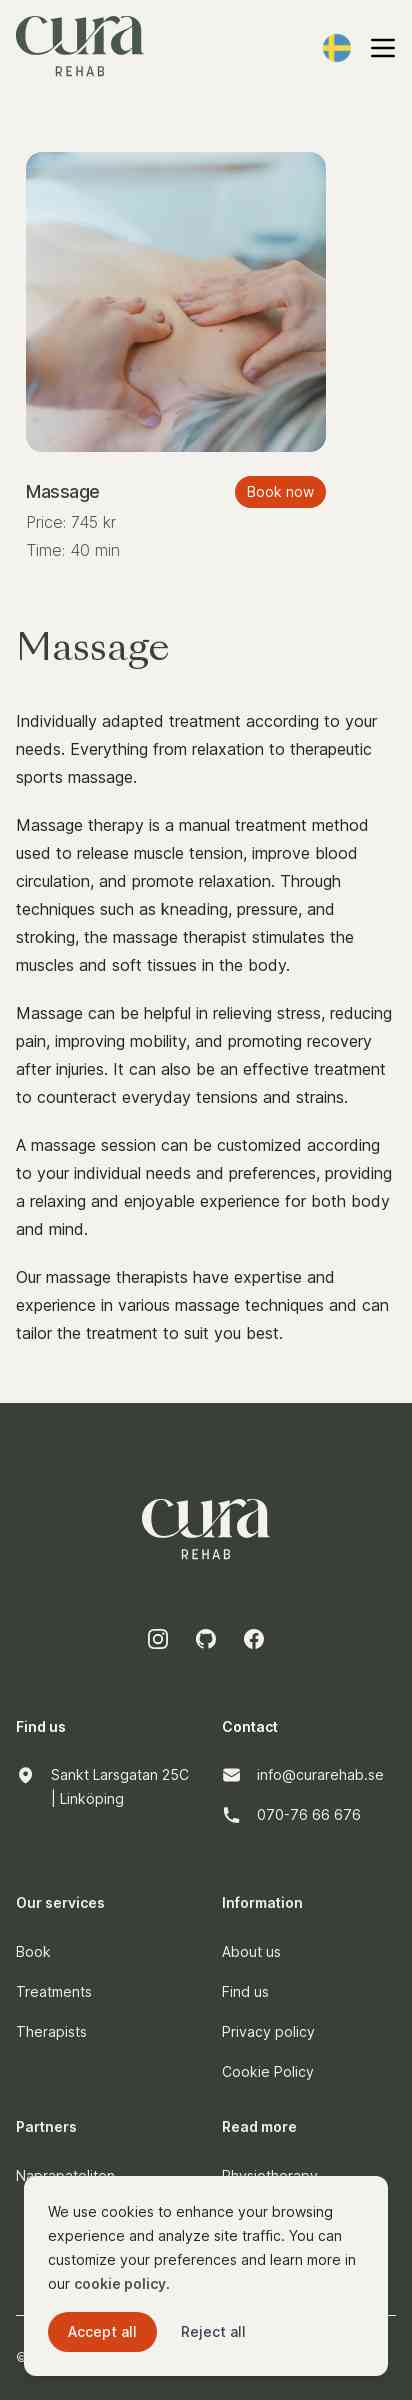 cura
REHAB
Massage
Book now
Price: 745 kr
Time: 40 min
Massage
Individually adapted treatment according to your
needs. Everything from relaxation to therapeutic
sports massage.
Massage therapy is a manual treatment method
used to release muscle tension, improve blood
circulation, and promote relaxation. Through
techniques such as kneading, pressure, and
stroking, the massage therapist stimulates the
muscles and soft tissues in the body.
Massage can be helpful in relieving stress, reducing
pain, improving mobility, and promoting recovery
after injuries. It can also be an effective treatment
to counteract everyday tensions and strains.
A massage session can be customized according
to your individual needs and preferences, providing
a relaxing and enjoyable experience for both body
and mind.
Our massage therapists have expertise and
experience in various massage techniques and can
tailor the treatment to suit you best.
cura
REHAB
Find us
Sankt Larsgatan 25C
| Linköping
Contact
info@curarehab.se
070-76 66 676
Our services
Book
Treatments
Therapists
Information
About us
Find us
Privacy policy
Cookie Policy
Partners
Read more
We use cookies to enhance your browsing
experience and analyze site traffic. You can
customize your preferences and learn more in
our cookie policy.
Accept all
Reject all